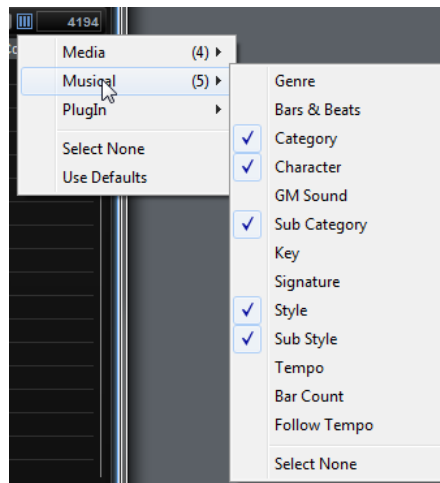 4194
Media (4)
Musical (5)
PlugIn
Select None
Use Defaults
Genre
Bars & Beats
Category
Character
GM Sound
Sub Category
Key
Signature
Style
Sub Style
Tempo
Bar Count
Follow Tempo
Select None